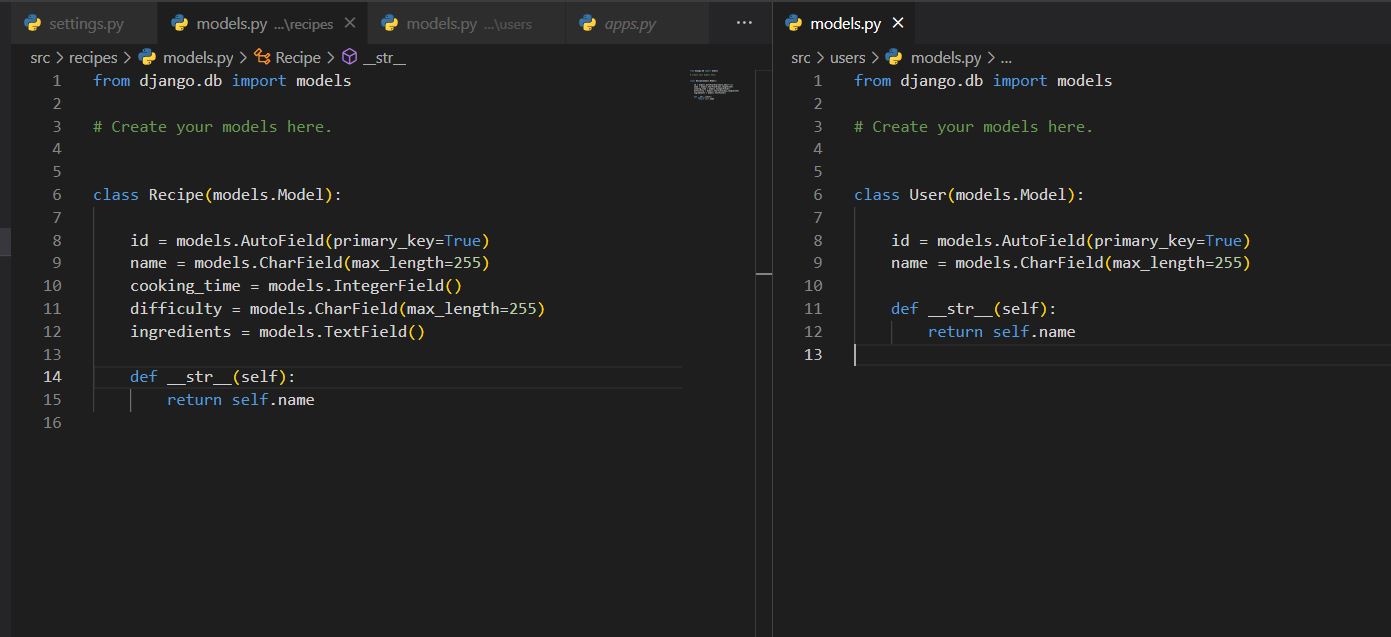 settings.py
models.py ...\recipes
models.py ...\users
apps.py
...
src > recipes > models.py > Recipe > __str__
1 from django.db import models
2
3 # Create your models here.
4
5
6 class Recipe(models.Model):
7
8 id = models.AutoField(primary_key=True)
9 name = models.CharField(max_length=255)
10 cooking_time = models.IntegerField()
11 difficulty = models.CharField(max_length=255)
12 ingredients = models.TextField()
13
14 def __str__(self):
15 return self.name
16
models.py
src > users > models.py > ...
1 from django.db import models
2
3 # Create your models here.
4
5
6 class User(models.Model):
7
8 id = models.AutoField(primary_key=True)
9 name = models.CharField(max_length=255)
10
11 def __str__(self):
12 return self.name
13